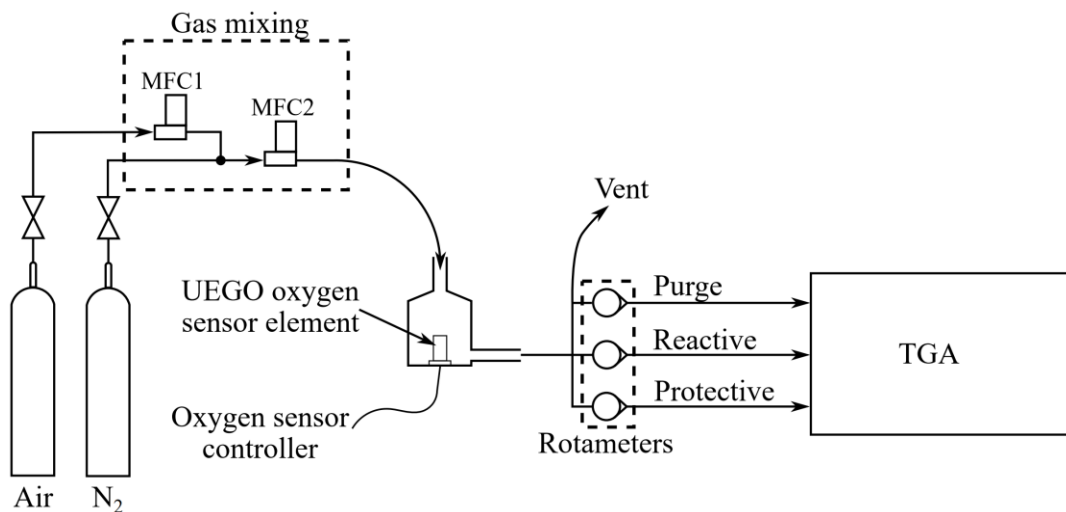 Gas mixing
MFC1
MFC2
Vent
UEGO oxygen
sensor element
Purge
Reactive
TGA
Protective
Oxygen sensor
controller
Rotameters
Air
N₂